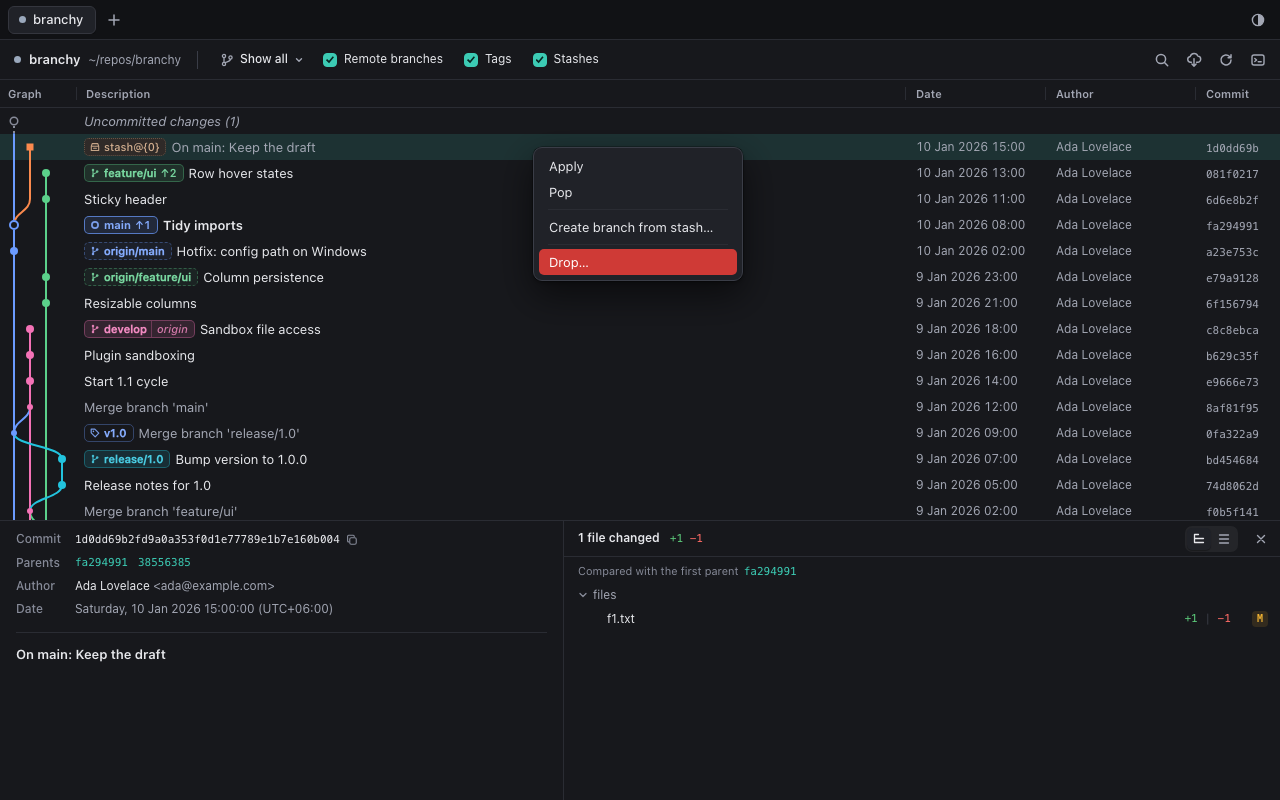 branchy
branchy ~/repos/branchy Show all Remote branches Tags Stashes
Graph Description Date Author Commit
Uncommitted changes (1)
stash@{0} On main: Keep the draft 10 Jan 2026 15:00 Ada Lovelace 1d0dd69b
feature/ui ↑2 Row hover states 10 Jan 2026 13:00 Ada Lovelace 081f0217
Sticky header 10 Jan 2026 11:00 Ada Lovelace 6d6e8b2f
main ↑1 Tidy imports 10 Jan 2026 08:00 Ada Lovelace fa294991
origin/main Hotfix: config path on Windows 10 Jan 2026 02:00 Ada Lovelace a23e753c
origin/feature/ui Column persistence 9 Jan 2026 23:00 Ada Lovelace e79a9128
Resizable columns 9 Jan 2026 21:00 Ada Lovelace 6f156794
develop origin Sandbox file access 9 Jan 2026 18:00 Ada Lovelace c8c8ebca
Plugin sandboxing 9 Jan 2026 16:00 Ada Lovelace b629c35f
Start 1.1 cycle 9 Jan 2026 14:00 Ada Lovelace e9666e73
Merge branch 'main' 9 Jan 2026 12:00 Ada Lovelace 8af81f95
v1.0 Merge branch 'release/1.0' 9 Jan 2026 09:00 Ada Lovelace 0fa322a9
release/1.0 Bump version to 1.0.0 9 Jan 2026 07:00 Ada Lovelace bd454684
Release notes for 1.0 9 Jan 2026 05:00 Ada Lovelace 74d8062d
Merge branch 'feature/ui' 9 Jan 2026 02:00 Ada Lovelace f0b5f141
Apply
Pop
Create branch from stash...
Drop...
Commit 1d0dd69b2fd9a0a353f0d1e77789e1b7e160b004
Parents fa294991 38556385
Author Ada Lovelace <ada@example.com>
Date Saturday, 10 Jan 2026 15:00:00 (UTC+06:00)
On main: Keep the draft
1 file changed +1 −1
Compared with the first parent fa294991
files
f1.txt +1 −1 M